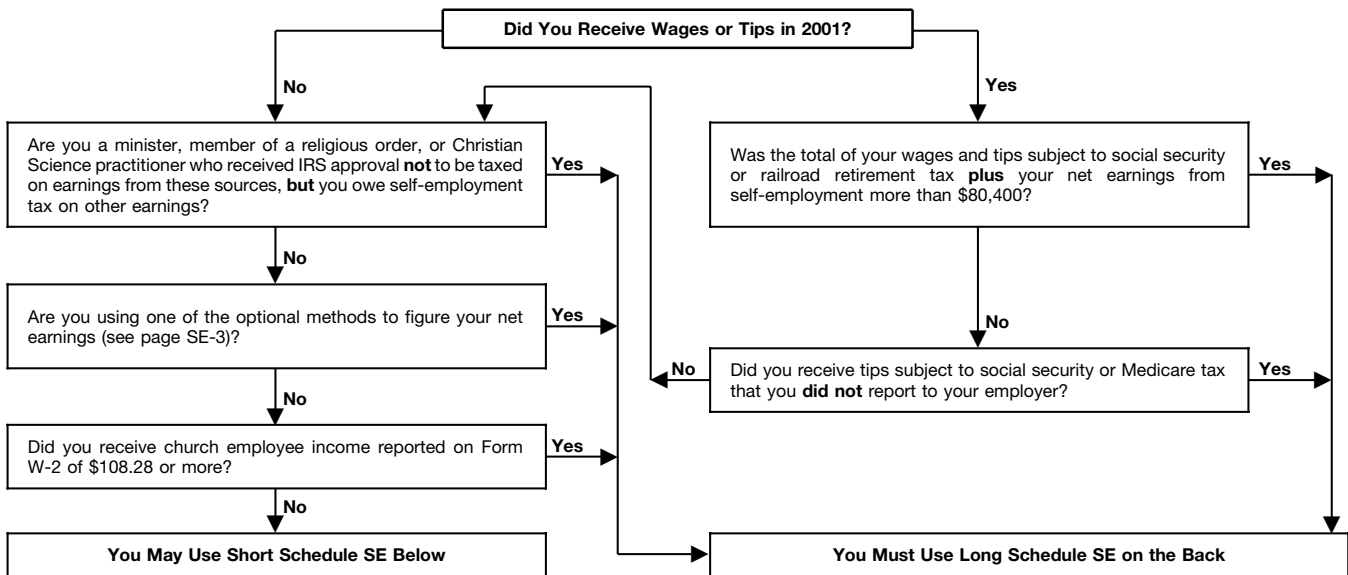 Did You Receive Wages or Tips in 2001?
No
Yes
Are you a minister, member of a religious order, or Christian
Science practitioner who received IRS approval not to be taxed
on earnings from these sources, but you owe self-employment
tax on other earnings?
Yes
Was the total of your wages and tips subject to social security
or railroad retirement tax plus your net earnings from
self-employment more than $80,400?
Yes
No
Are you using one of the optional methods to figure your net
earnings (see page SE-3)?
Yes
No
No
Did you receive tips subject to social security or Medicare tax
that you did not report to your employer?
Yes
No
Did you receive church employee income reported on Form
W-2 of $108.28 or more?
Yes
No
You May Use Short Schedule SE Below
You Must Use Long Schedule SE on the Back